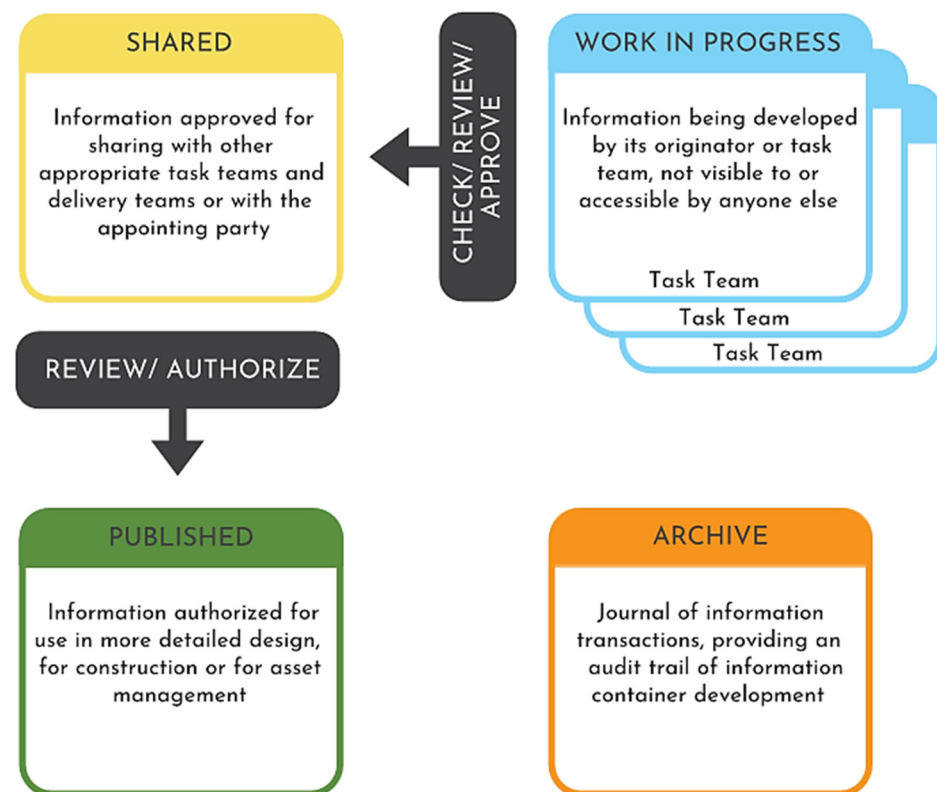 SHARED
Information approved for
sharing with other
appropriate task teams and
delivery teams or with the
appointing party
CHECK/ REVIEW/
APPROVE
WORK IN PROGRESS
Information being developed
by its originator or task
team, not visible to or
accessible by anyone else
Task Team
Task Team
Task Team
REVIEW/ AUTHORIZE
PUBLISHED
Information authorized for
use in more detailed design,
for construction or for asset
management
ARCHIVE
Journal of information
transactions, providing an
audit trail of information
container development